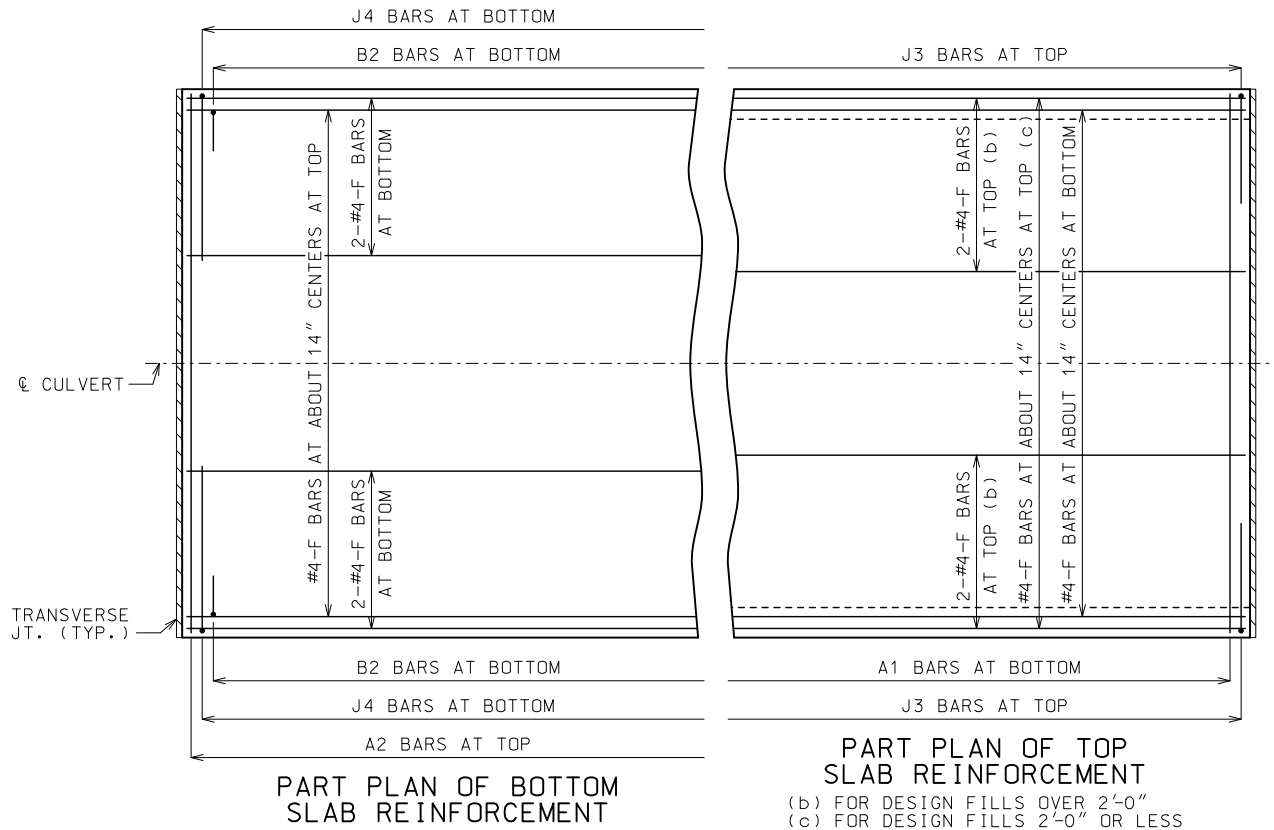 J4 BARS AT BOTTOM
B2 BARS AT BOTTOM
J3 BARS AT TOP
#4-F BARS AT ABOUT 14" CENTERS AT TOP
2-#4-F BARS
AT BOTTOM
2-#4-F BARS
AT TOP (b)
#4-F BARS AT ABOUT 14" CENTERS AT TOP (c)
#4-F BARS AT ABOUT 14" CENTERS AT BOTTOM
℄ CULVERT
2-#4-F BARS
AT BOTTOM
2-#4-F BARS
AT TOP (b)
TRANSVERSE
JT. (TYP.)
B2 BARS AT BOTTOM
A1 BARS AT BOTTOM
J4 BARS AT BOTTOM
J3 BARS AT TOP
A2 BARS AT TOP
PART PLAN OF BOTTOM
SLAB REINFORCEMENT
PART PLAN OF TOP
SLAB REINFORCEMENT
(b) FOR DESIGN FILLS OVER 2'-0"
(c) FOR DESIGN FILLS 2'-0" OR LESS